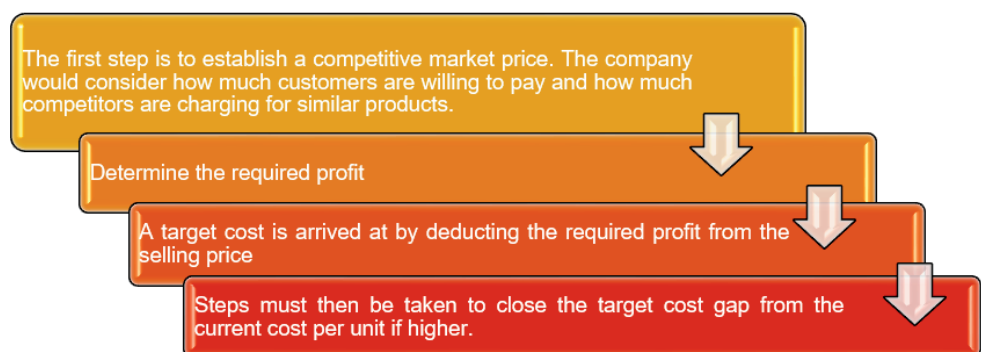 The first step is to establish a competitive market price. The company
would consider how much customers are willing to pay and how much
competitors are charging for similar products.
Determine the required profit
A target cost is arrived at by deducting the required profit from the
selling price
Steps must then be taken to close the target cost gap from the
current cost per unit if higher.